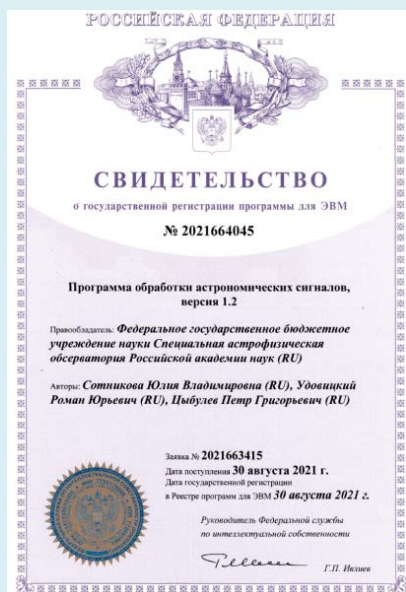 РОССИЙСКАЯ ФЕДЕРАЦИЯ
СВИДЕТЕЛЬСТВО
о государственной регистрации программы для ЭВМ
№ 2021664045
Программа обработки астрономических сигналов,
версия 1.2
Правообладатель: Федеральное государственное бюджетное
учреждение науки Специальная астрофизическая
обсерватория Российской академии наук (RU)
Авторы: Сотникова Юлия Владимировна (RU), Удовицкий
Роман Юрьевич (RU), Цыбулев Петр Григорьевич (RU)
Заявка № 2021663415
Дата поступления 30 августа 2021 г.
Дата государственной регистрации
в Реестре программ для ЭВМ 30 августа 2021 г.
Руководитель Федеральной службы
по интеллектуальной собственности
Г.П. Ивлиев